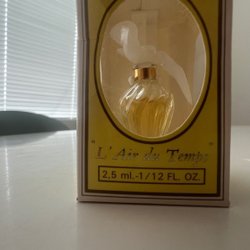 "L'Air du Temps"
2,5 ml.-1/12 FL. OZ.